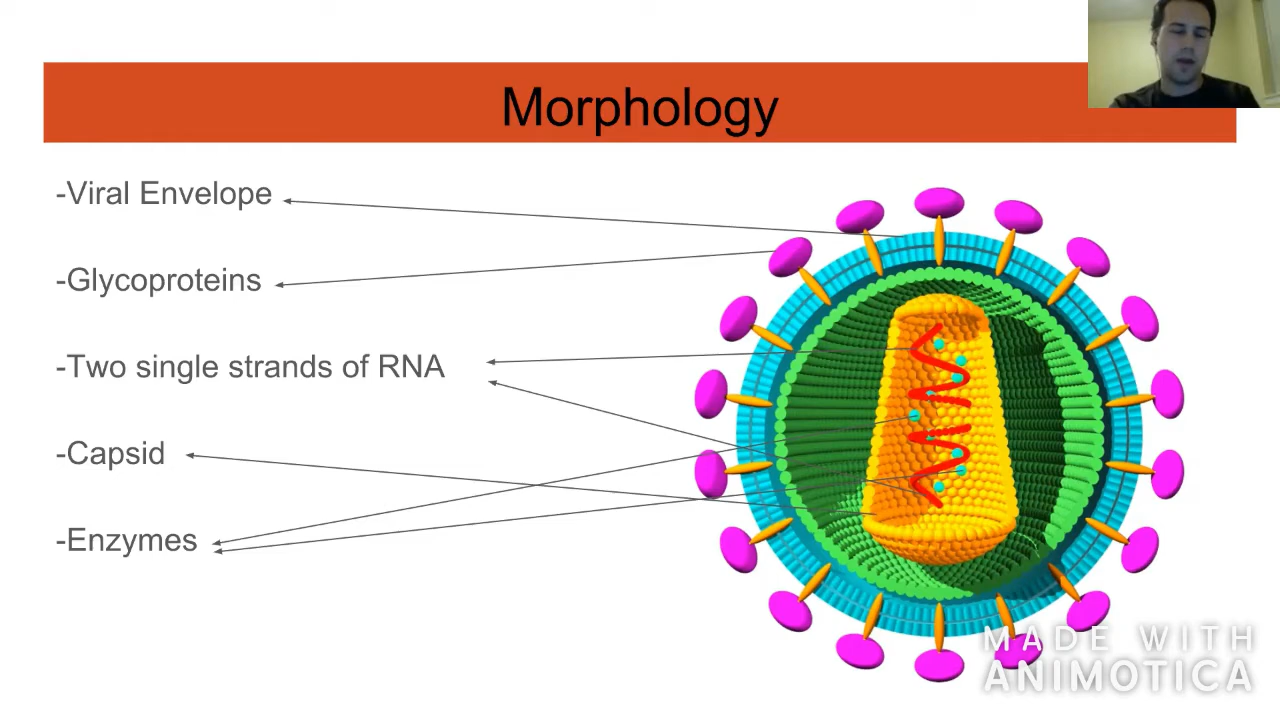 Morphology
-Viral Envelope
-Glycoproteins
-Two single strands of RNA
-Capsid
-Enzymes
MADE WITH
ANIMOTICA